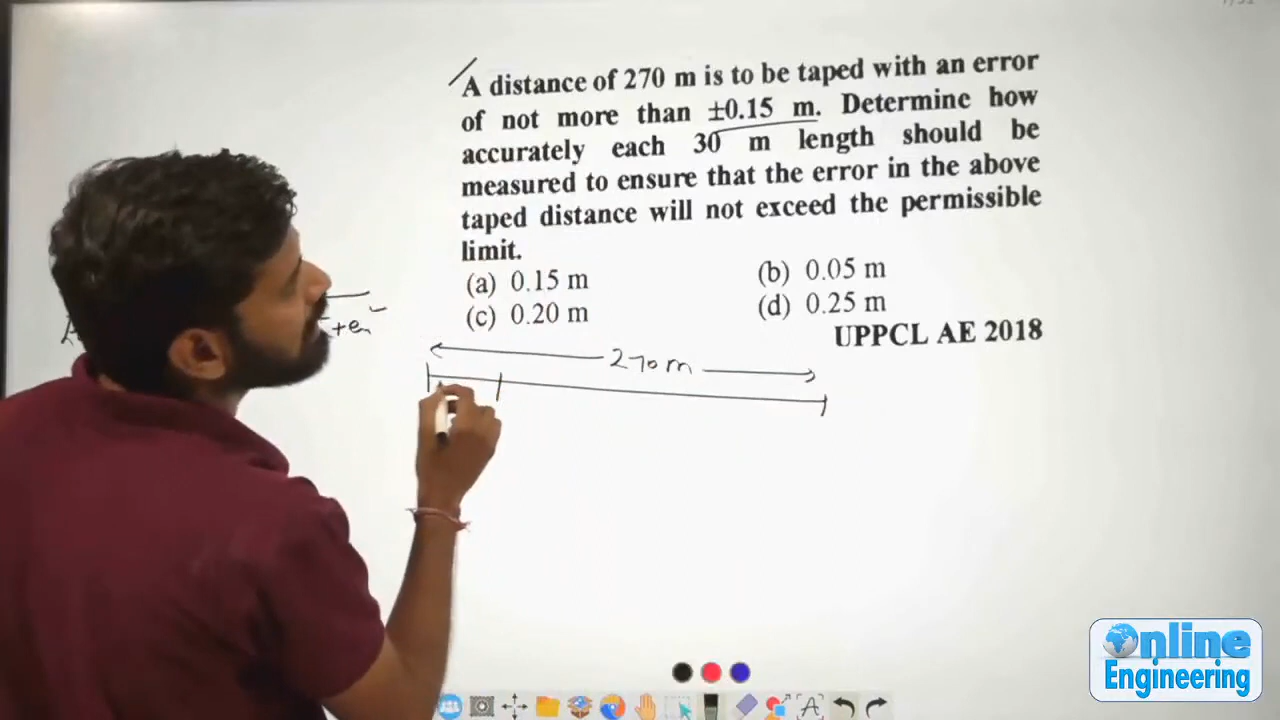 A distance of 270 m is to be taped with an error
of not more than ±0.15 m. Determine how
accurately each 30 m length should be
measured to ensure that the error in the above
taped distance will not exceed the permissible
limit.
(a) 0.15 m (b) 0.05 m
(c) 0.20 m (d) 0.25 m
UPPCL AE 2018
270 m
Online
Engineering